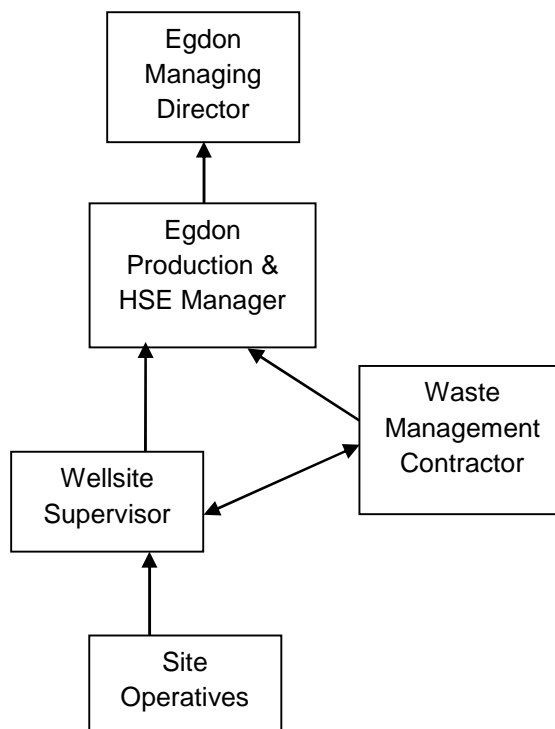 Egdon
Managing
Director
Egdon
Production &
HSE Manager
Waste
Management
Contractor
Wellsite
Supervisor
Site
Operatives